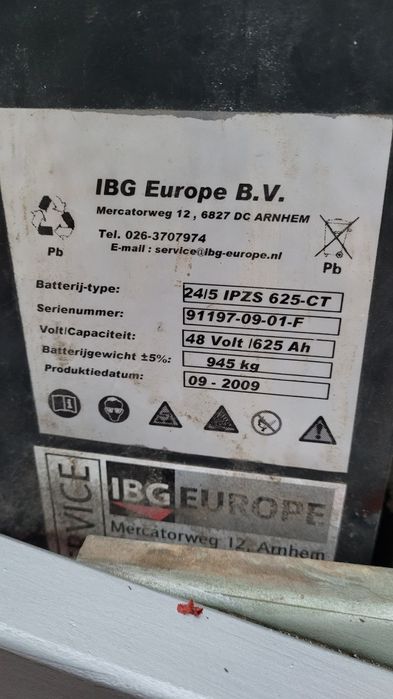 IBG Europe B.V.
Mercatorweg 12 , 6827 DC ARNHEM
Tel. 026-3707974
E-mail : service@ibg-europe.nl
Pb
Pb
Batterij-type: 24/5 IPZS 625-CT
Serienummer: 91197-09-01-F
Volt/Capaciteit: 48 Volt /625 Ah
Batterijgewicht ±5%: 945 kg
Produktiedatum: 09 - 2009
SERVICE
IBG EUROPE
Mercatorweg 12, Arnhem